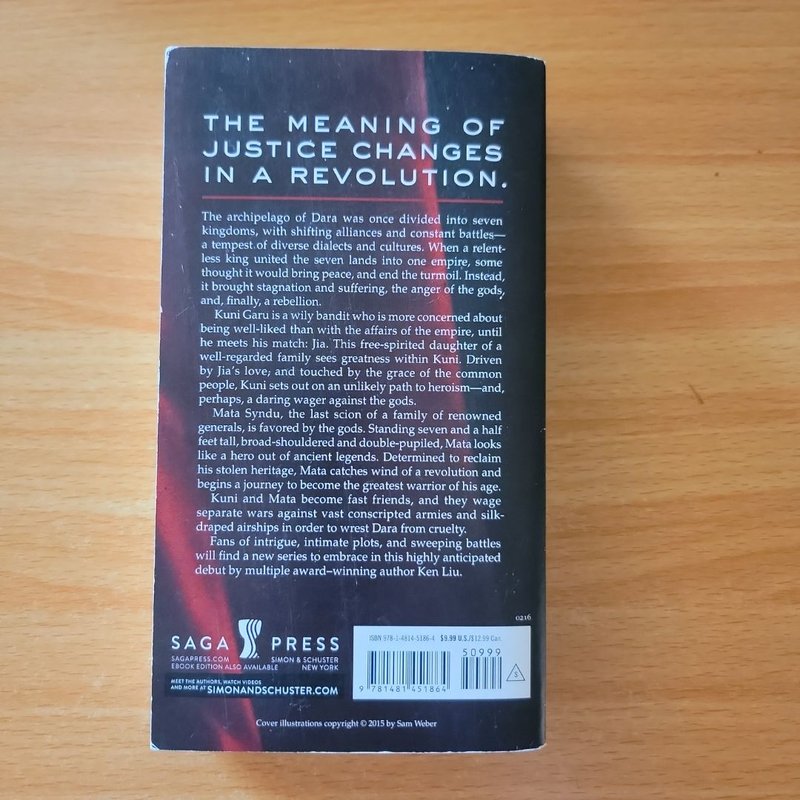 THE MEANING OF
JUSTICE CHANGES
IN A REVOLUTION.
The archipelago of Dara was once divided into seven
kingdoms, with shifting alliances and constant battles—
a tempest of diverse dialects and cultures. When a relent-
less king united the seven lands into one empire, some
thought it would bring peace, and end the turmoil. Instead,
it brought stagnation and suffering, the anger of the gods,
and, finally, a rebellion.
Kuni Garu is a wily bandit who is more concerned about
being well-liked than with the affairs of the empire, until
he meets his match: Jia. This free-spirited daughter of a
well-regarded family sees greatness within Kuni. Driven
by Jia's love, and touched by the grace of the common
people, Kuni sets out on an unlikely path to heroism—and,
perhaps, a daring wager against the gods.
Mata Syndu, the last scion of a family of renowned
generals, is favored by the gods. Standing seven and a half
feet tall, broad-shouldered and double-pupiled, Mata looks
like a hero out of ancient legends. Determined to reclaim
his stolen heritage, Mata catches wind of a revolution and
begins a journey to become the greatest warrior of his age.
Kuni and Mata become fast friends, and they wage
separate wars against vast conscripted armies and silk-
draped airships in order to wrest Dara from cruelty.
Fans of intrigue, intimate plots, and sweeping battles
will find a new series to embrace in this highly anticipated
debut by multiple award–winning author Ken Liu.
0216
SAGA PRESS
SAGAPRESS.COM SIMON & SCHUSTER
EBOOK EDITION ALSO AVAILABLE NEW YORK
MEET THE AUTHORS, WATCH VIDEOS
AND MORE AT SIMONANDSCHUSTER.COM
ISBN 978-1-4814-5186-4 $9.99 U.S./$12.99 Can.
50999
9 781481 451864
S
Cover illustrations copyright © 2015 by Sam Weber